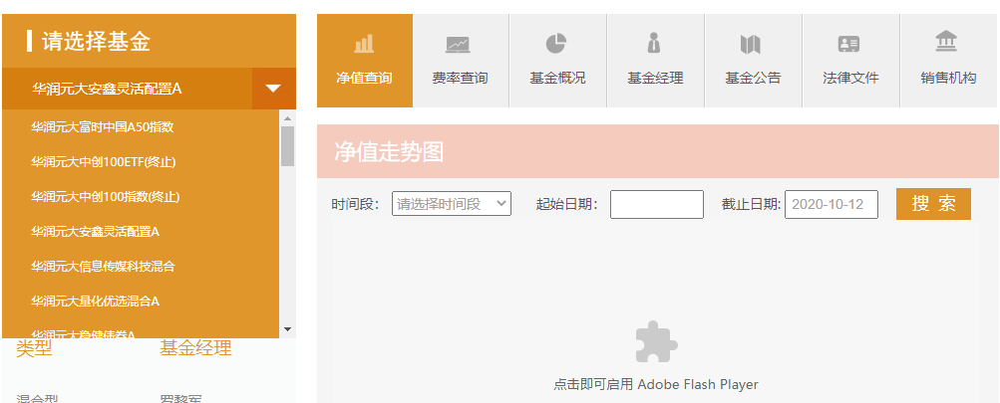 请选择基金
华润元大安鑫灵活配置A
华润元大富时中国A50指数
华润元大中创100ETF(终止)
华润元大中创100指数(终止)
华润元大安鑫灵活配置A
华润元大信息传媒科技混合
华润元大量化优选混合A
华润元大稳健债券A
类型 基金经理
混合型 罗黎军
净值查询 费率查询 基金概况 基金经理 基金公告 法律文件 销售机构
净值走势图
时间段: 请选择时间段 起始日期: 截止日期: 2020-10-12 搜 索
点击即可启用 Adobe Flash Player